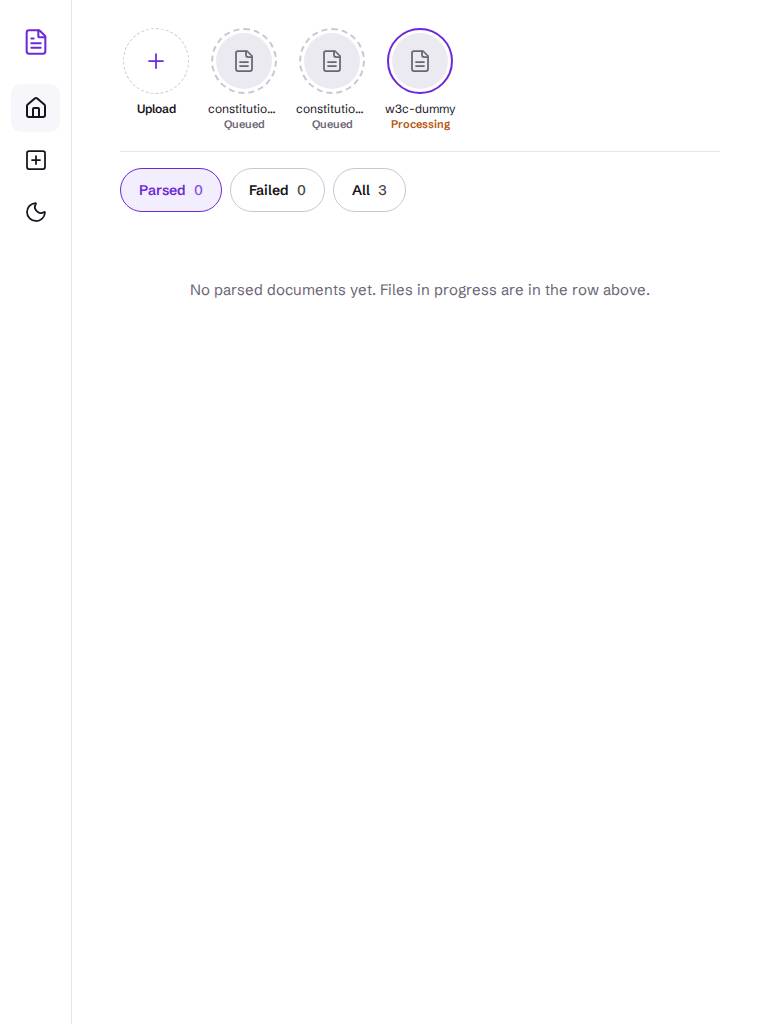 Upload
constitutio...
Queued
constitutio...
Queued
w3c-dummy
Processing
Parsed 0
Failed 0
All 3
No parsed documents yet. Files in progress are in the row above.